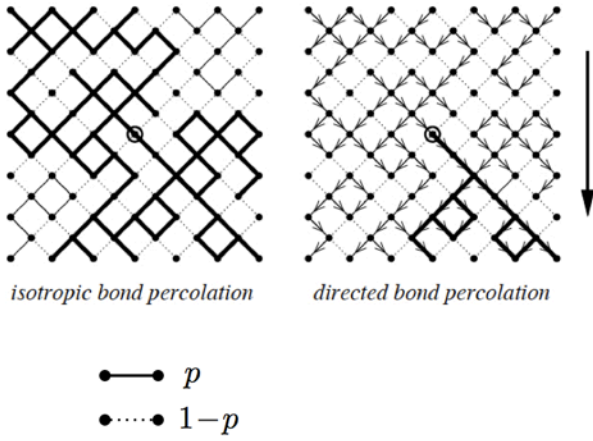 isotropic bond percolation
directed bond percolation
p
1−p